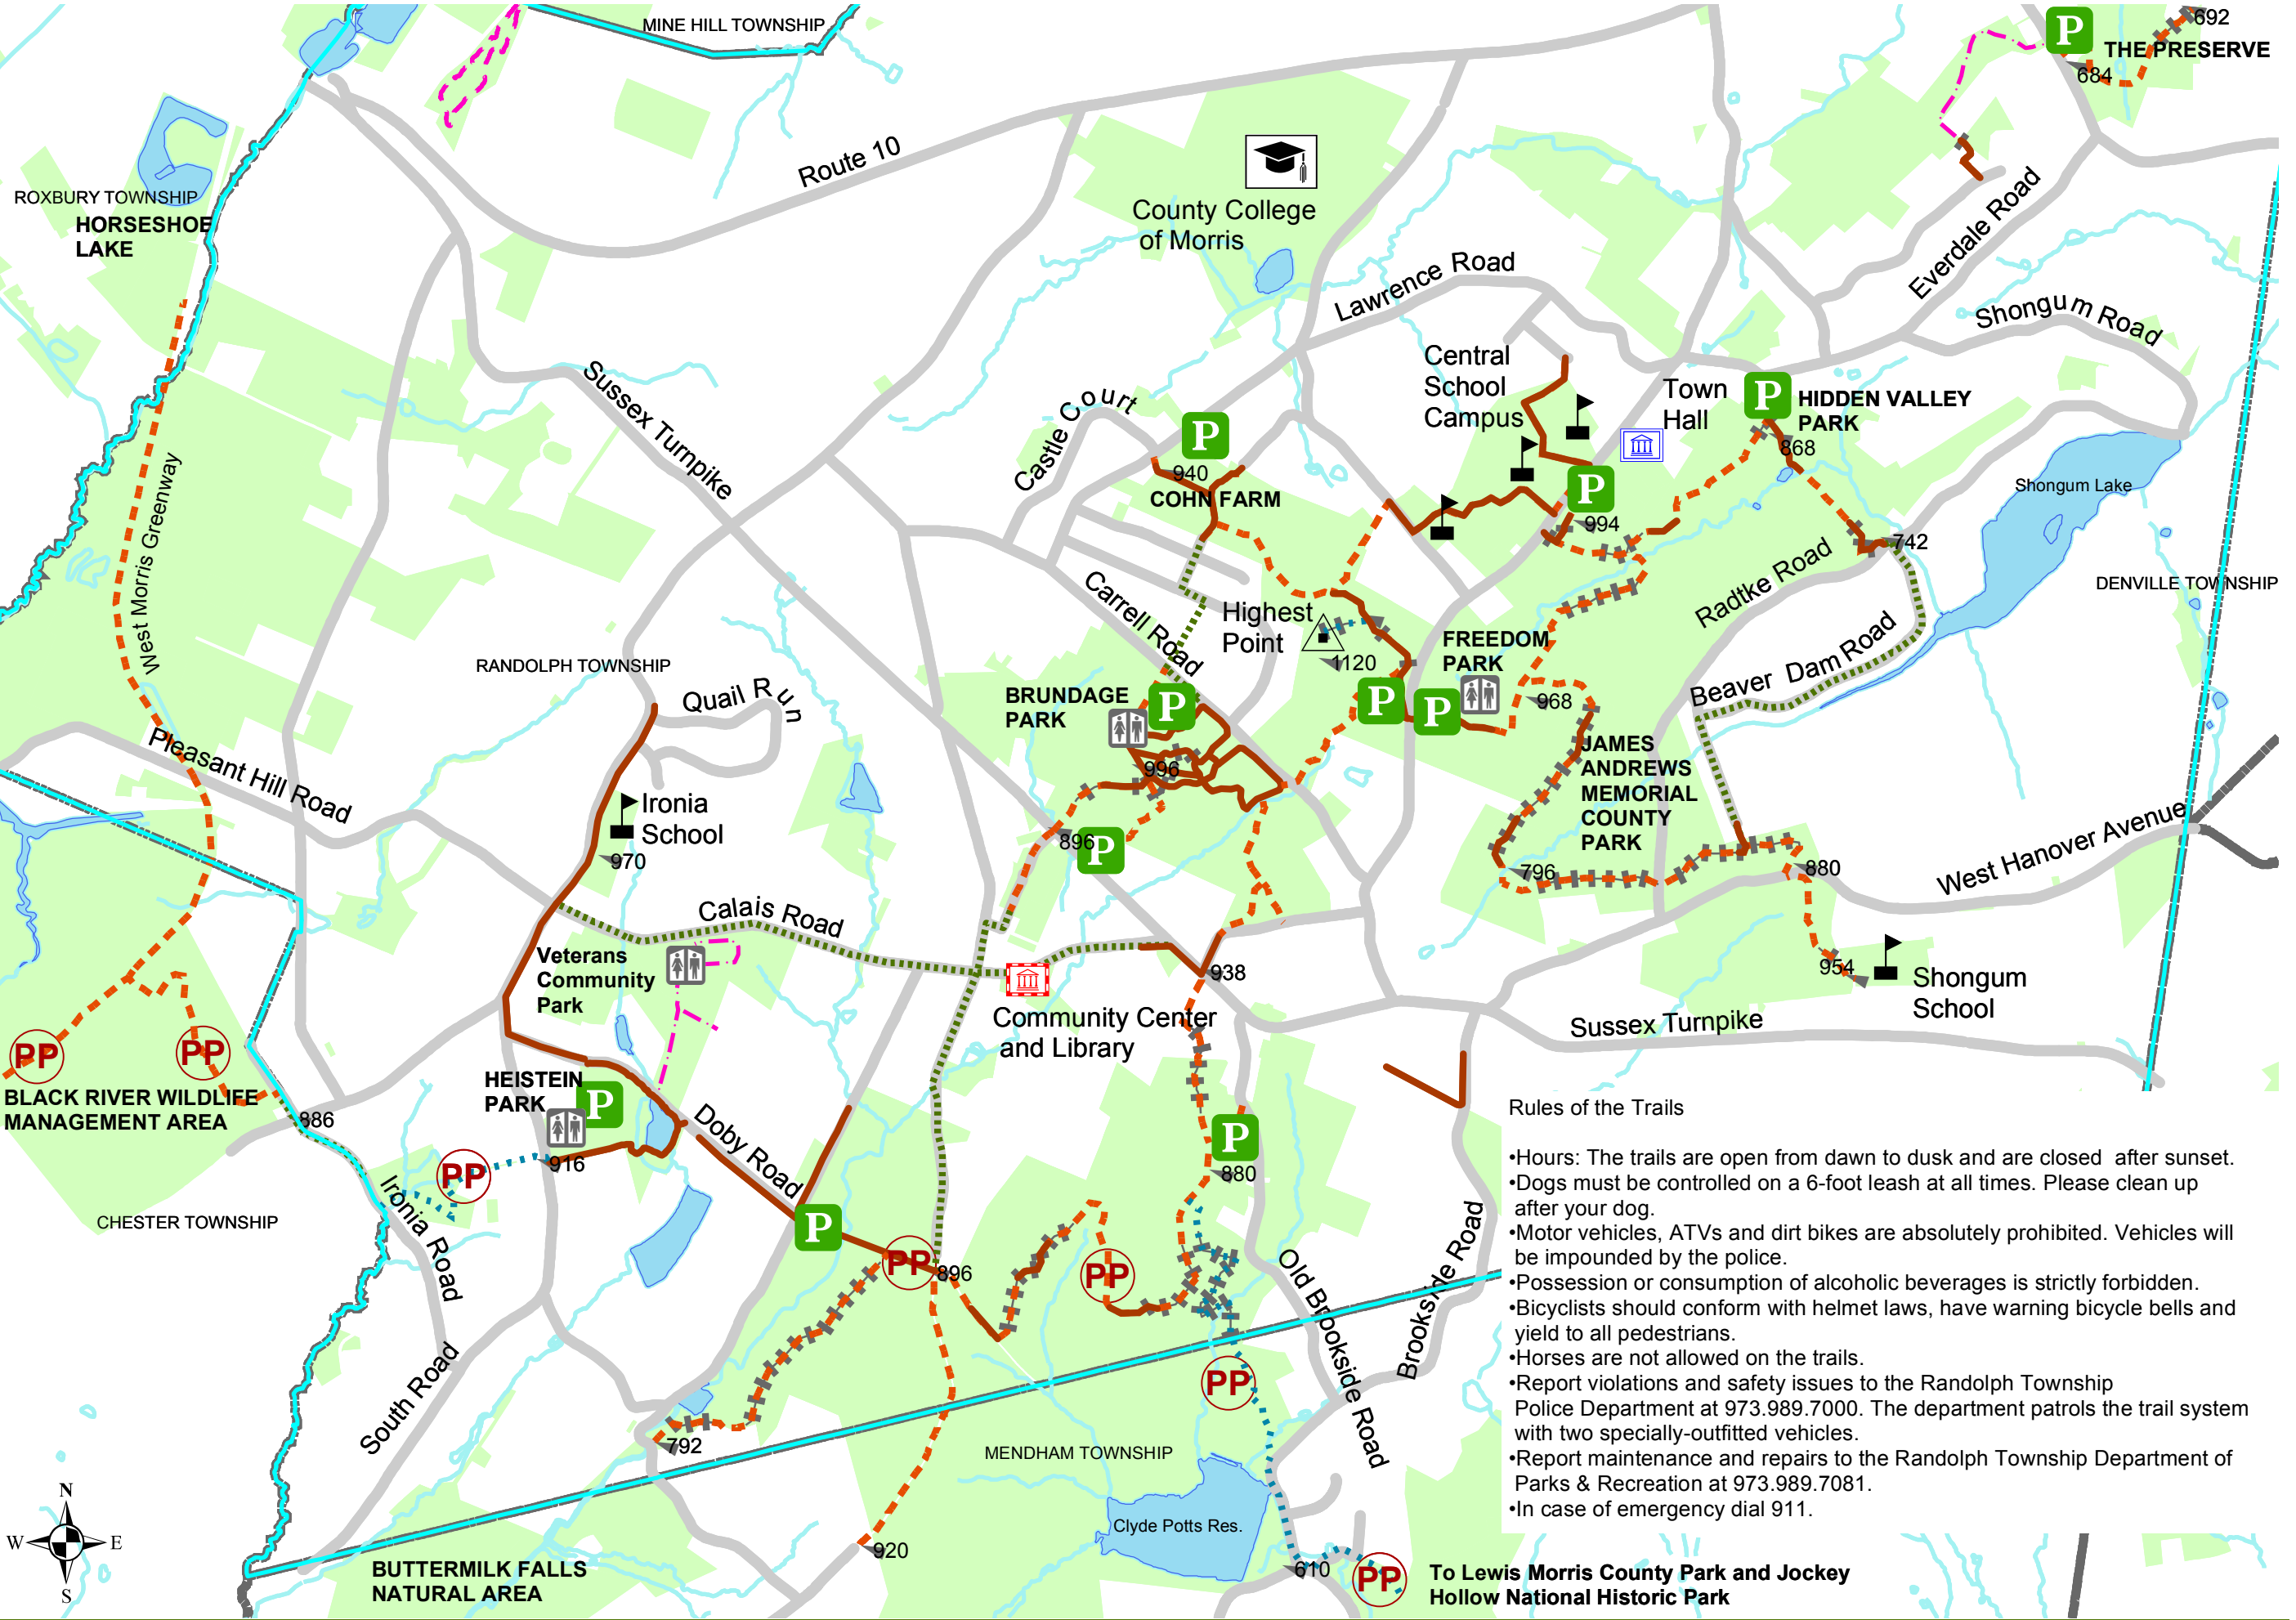 MINE HILL TOWNSHIP
692
P
THE PRESERVE
684
Route 10
ROXBURY TOWNSHIP
HORSESHOE
LAKE
County College
of Morris
Everdale Road
Lawrence Road
Shongum Road
Central
School
Campus
Town
Hall
P
HIDDEN VALLEY
PARK
868
Sussex Turnpike
Castle Court
P
940
COHN FARM
West Morris Greenway
P
994
Shongum Lake
742
DENVILLE TOWNSHIP
Radtke Road
Carrell Road
Highest
Point
1120
FREEDOM
PARK
Beaver Dam Road
RANDOLPH TOWNSHIP
Quail Run
BRUNDAGE
PARK
P
P
P
968
996
Pleasant Hill Road
JAMES
ANDREWS
MEMORIAL
COUNTY
PARK
Ironia
School
970
896
P
796
880
West Hanover Avenue
Calais Road
Veterans
Community
Park
938
954
Shongum
School
Community Center
and Library
Sussex Turnpike
PP
PP
BLACK RIVER WILDLIFE
MANAGEMENT AREA
886
HEISTEIN
PARK
P
916
PP
Doby Road
P
880
CHESTER TOWNSHIP
Ironia Road
P
PP
896
PP
Old Brookside Road
Brookside Road
South Road
792
PP
MENDHAM TOWNSHIP
Clyde Potts Res.
920
610
PP
BUTTERMILK FALLS
NATURAL AREA
To Lewis Morris County Park and Jockey
Hollow National Historic Park
N
W E
S
Rules of the Trails
•Hours: The trails are open from dawn to dusk and are closed after sunset.
•Dogs must be controlled on a 6-foot leash at all times. Please clean up
after your dog.
•Motor vehicles, ATVs and dirt bikes are absolutely prohibited. Vehicles will
be impounded by the police.
•Possession or consumption of alcoholic beverages is strictly forbidden.
•Bicyclists should conform with helmet laws, have warning bicycle bells and
yield to all pedestrians.
•Horses are not allowed on the trails.
•Report violations and safety issues to the Randolph Township
Police Department at 973.989.7000. The department patrols the trail system
with two specially-outfitted vehicles.
•Report maintenance and repairs to the Randolph Township Department of
Parks & Recreation at 973.989.7081.
•In case of emergency dial 911.